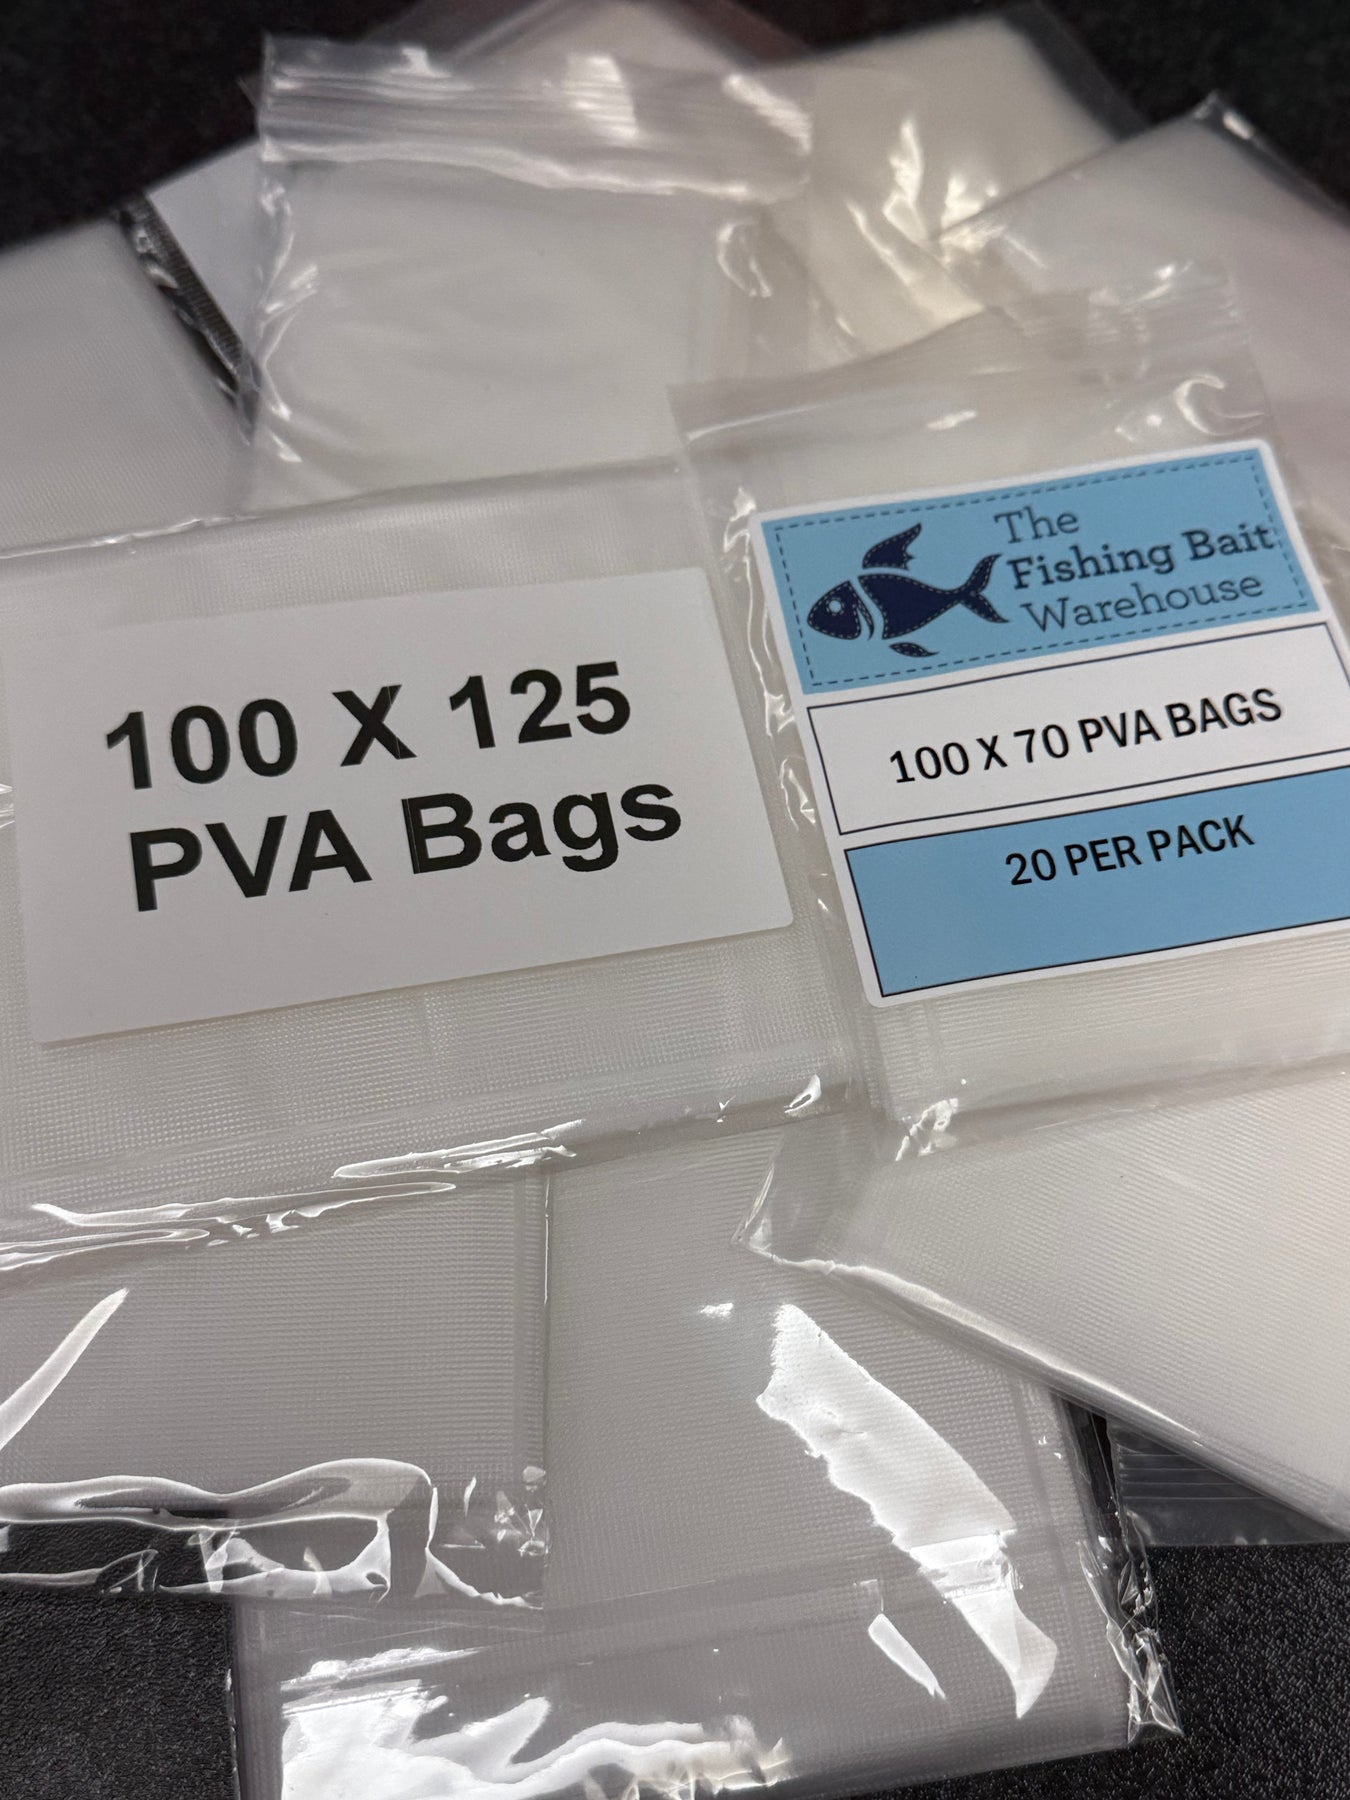 100 X 125
PVA Bags
The
Fishing Bait
Warehouse
100 X 70 PVA BAGS
20 PER PACK